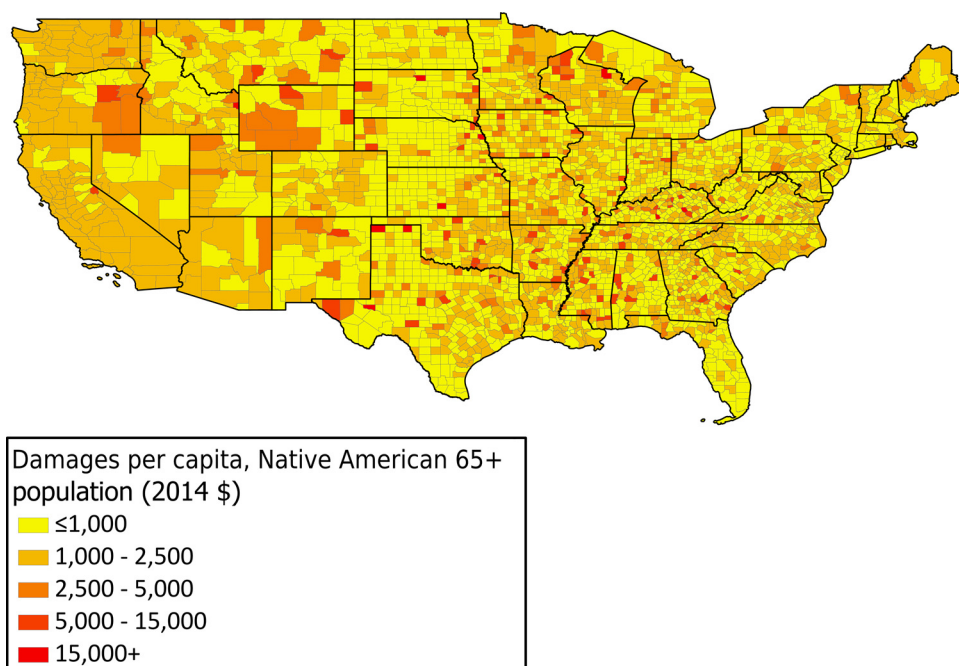 Damages per capita, Native American 65+
population (2014 $)
≤1,000
1,000 - 2,500
2,500 - 5,000
5,000 - 15,000
15,000+